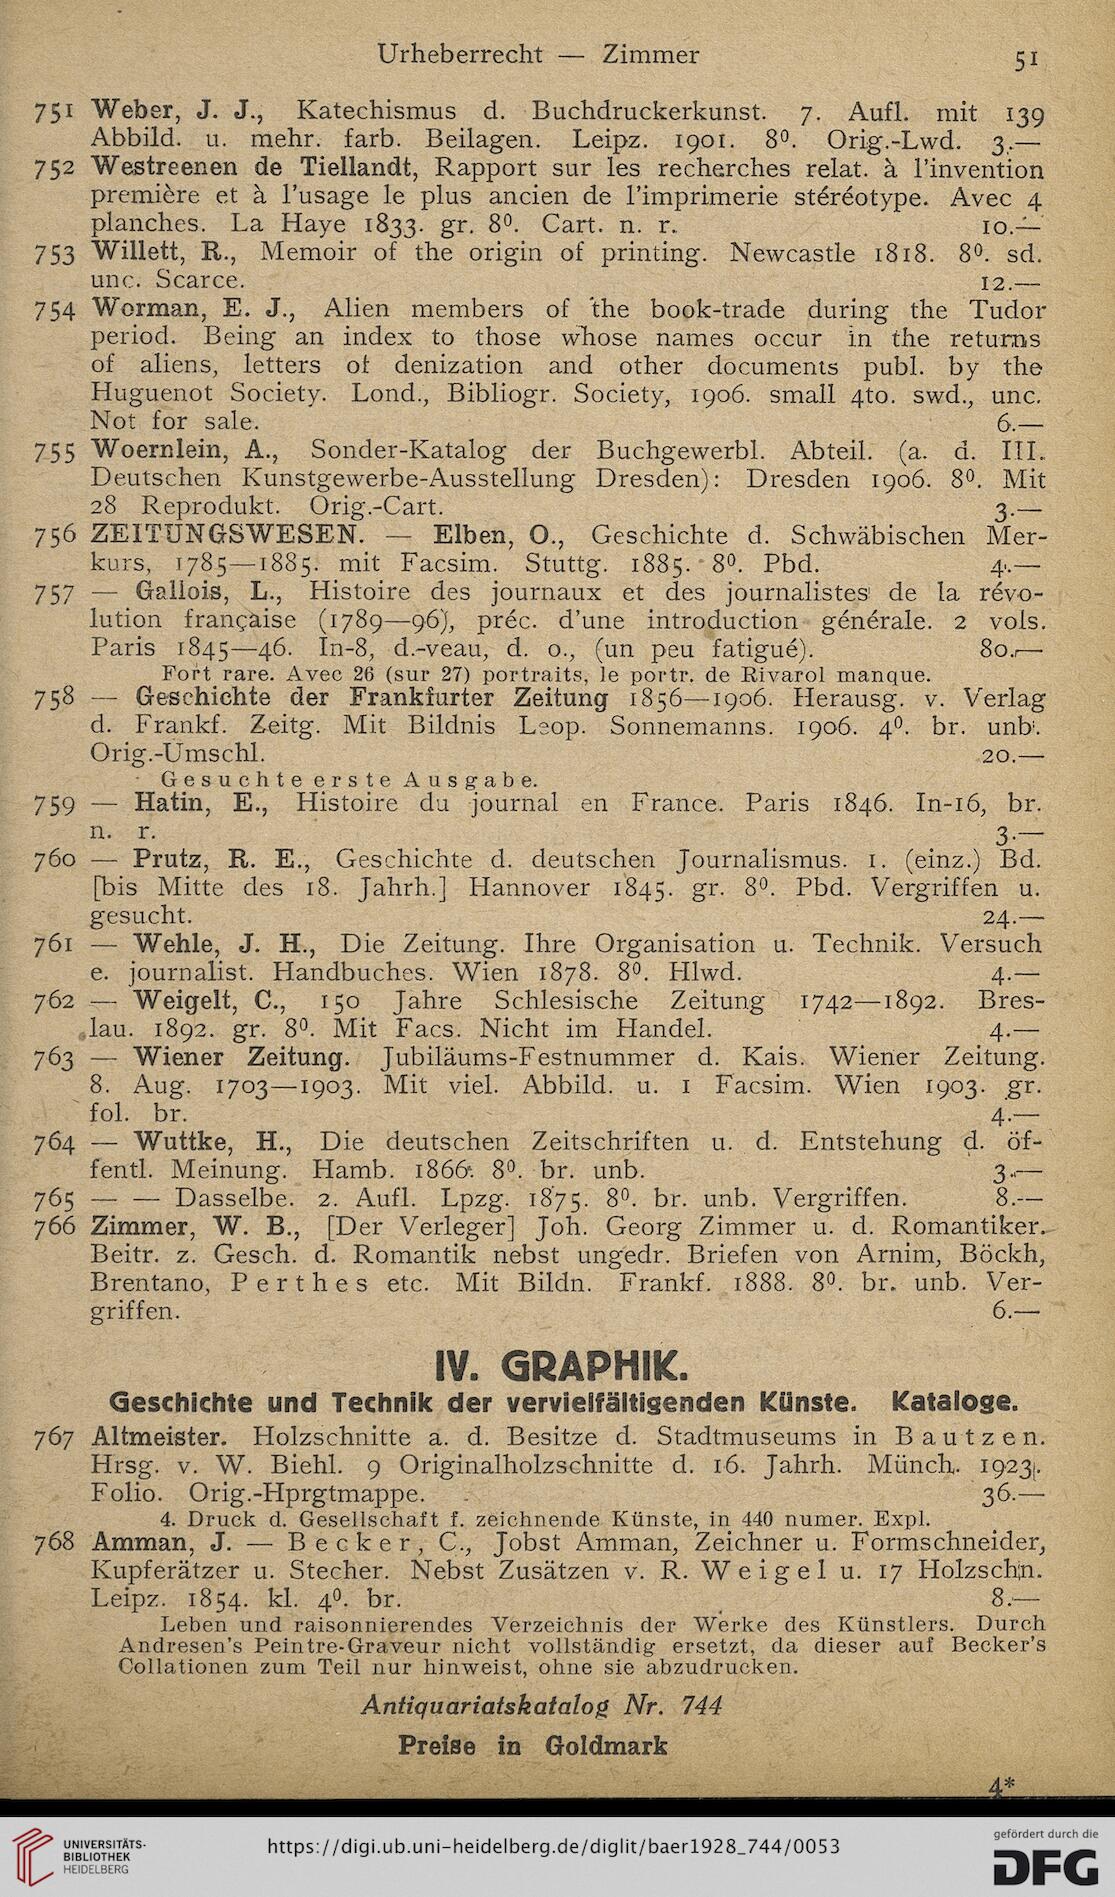 Urheberrecht — Zimmer 51
751 Weber, J. J., Katechismus d. Buchdruckerkunst. 7. Aufl. mit 139
Abbild. u. mehr. farb. Beilagen. Leipz. 1901. 8⁰. Orig.-Lwd. 3.—
752 Westreenen de Tiellandt, Rapport sur les recherches relat. à l'invention
première et à l'usage le plus ancien de l'imprimerie stéréotype. Avec 4
planches. La Haye 1833. gr. 8⁰. Cart. n. r. 10.—
753 Willett, R., Memoir of the origin of printing. Newcastle 1818. 8⁰. sd.
unc. Scarce. 12.—
754 Worman, E. J., Alien members of the book-trade during the Tudor
period. Being an index to those whose names occur in the returns
of aliens, letters of denization and other documents publ. by the
Huguenot Society. Lond., Bibliogr. Society, 1906. small 4to. swd., unc.
Not for sale. 6.—
755 Woernlein, A., Sonder-Katalog der Buchgewerbl. Abteil. (a. d. III.
Deutschen Kunstgewerbe-Ausstellung Dresden): Dresden 1906. 8⁰. Mit
28 Reprodukt. Orig.-Cart. 3.—
756 ZEITUNGSWESEN. — Elben, O., Geschichte d. Schwäbischen Mer-
kurs, 1785—1885. mit Facsim. Stuttg. 1885. 8⁰. Pbd. 4.—
757 — Gallois, L., Histoire des journaux et des journalistes de la révo-
lution française (1789—96), préc. d'une introduction générale. 2 vols.
Paris 1845—46. In-8, d.-veau, d. o., (un peu fatigué). 80.—
Fort rare. Avec 26 (sur 27) portraits, le portr. de Rivarol manque.
758 — Geschichte der Frankfurter Zeitung 1856—1906. Herausg. v. Verlag
d. Frankf. Zeitg. Mit Bildnis Leop. Sonnemanns. 1906. 4⁰. br. unb.
Orig.-Umschl. 20.—
Gesuchte erste Ausgabe.
759 — Hatin, E., Histoire du journal en France. Paris 1846. In-16, br.
n. r. 3.—
760 — Prutz, R. E., Geschichte d. deutschen Journalismus. 1. (einz.) Bd.
[bis Mitte des 18. Jahrh.] Hannover 1845. gr. 8⁰. Pbd. Vergriffen u.
gesucht. 24.—
761 — Wehle, J. H., Die Zeitung. Ihre Organisation u. Technik. Versuch
e. journalist. Handbuches. Wien 1878. 8⁰. Hlwd. 4.—
762 — Weigelt, C., 150 Jahre Schlesische Zeitung 1742—1892. Bres-
lau. 1892. gr. 8⁰. Mit Facs. Nicht im Handel. 4.—
763 — Wiener Zeitung. Jubiläums-Festnummer d. Kais. Wiener Zeitung.
8. Aug. 1703—1903. Mit viel. Abbild. u. 1 Facsim. Wien 1903. gr.
fol. br. 4.—
764 — Wuttke, H., Die deutschen Zeitschriften u. d. Entstehung d. öf-
fentl. Meinung. Hamb. 1866. 8⁰. br. unb. 3.—
765 — — Dasselbe. 2. Aufl. Lpzg. 1875. 8⁰. br. unb. Vergriffen. 8.—
766 Zimmer, W. B., [Der Verleger] Joh. Georg Zimmer u. d. Romantiker.
Beitr. z. Gesch. d. Romantik nebst ungedr. Briefen von Arnim, Böckh,
Brentano, Perthes etc. Mit Bildn. Frankf. 1888. 8⁰. br. unb. Ver-
griffen. 6.—
IV. GRAPHIK.
Geschichte und Technik der vervielfältigenden Künste. Kataloge.
767 Altmeister. Holzschnitte a. d. Besitze d. Stadtmuseums in Bautzen.
Hrsg. v. W. Biehl. 9 Originalholzschnitte d. 16. Jahrh. Münch. 1923.
Folio. Orig.-Hprgtmappe. 36.—
4. Druck d. Gesellschaft f. zeichnende Künste, in 440 numer. Expl.
768 Amman, J. — Becker, C., Jobst Amman, Zeichner u. Formschneider,
Kupferätzer u. Stecher. Nebst Zusätzen v. R. Weigel u. 17 Holzschn.
Leipz. 1854. kl. 4⁰. br. 8.—
Leben und raisonnierendes Verzeichnis der Werke des Künstlers. Durch
Andresen's Peintre-Graveur nicht vollständig ersetzt, da dieser auf Becker's
Collationen zum Teil nur hinweist, ohne sie abzudrucken.
Antiquariatskatalog Nr. 744
Preise in Goldmark
4*
UNIVERSITÄTS-
BIBLIOTHEK
HEIDELBERG
https://digi.ub.uni-heidelberg.de/diglit/baer1928_744/0053
gefördert durch die
DFG